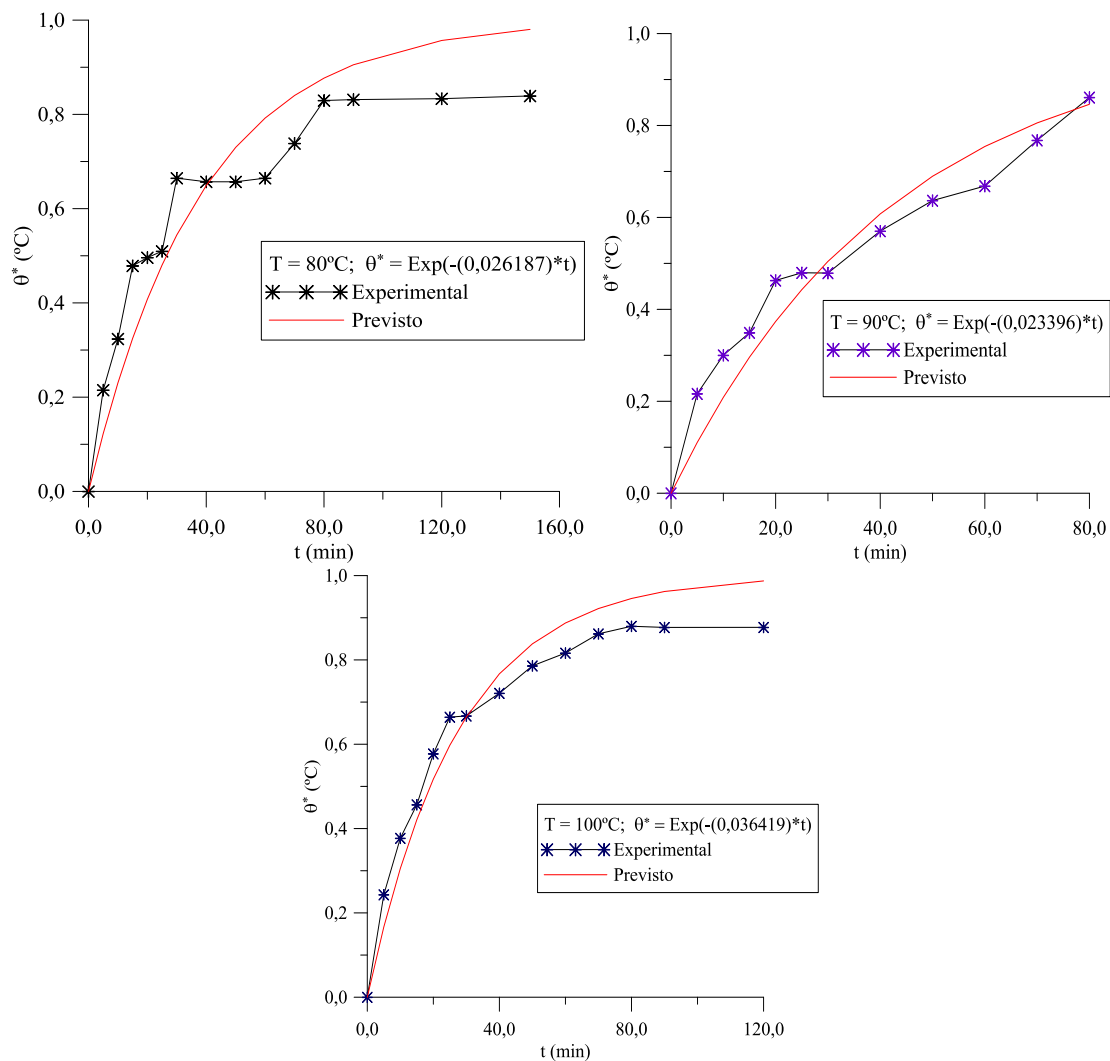 1,0
0,8
0,6
0,4
0,2
0,0
θ* (ºC)
T = 80ºC; θ* = Exp(-(0,026187)*t)
Experimental
Previsto
0,0 40,0 80,0 120,0 160,0
t (min)
1,0
0,8
0,6
0,4
0,2
0,0
θ* (ºC)
T = 90ºC; θ* = Exp(-(0,023396)*t)
Experimental
Previsto
0,0 20,0 40,0 60,0 80,0
t (min)
1,0
0,8
0,6
0,4
0,2
0,0
θ* (ºC)
T = 100ºC; θ* = Exp(-(0,036419)*t)
Experimental
Previsto
0,0 40,0 80,0 120,0
t (min)